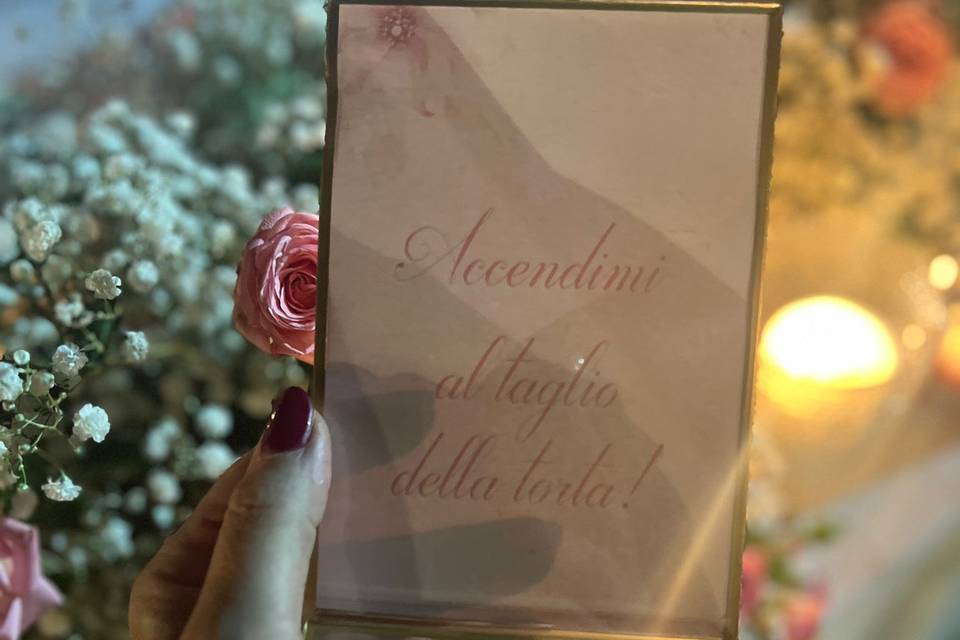 Accendimi
al taglio
della torta!